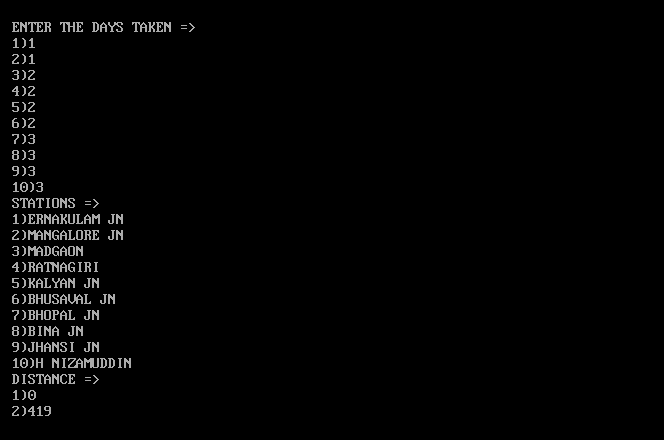 ENTER THE DAYS TAKEN =>
1)1
2)1
3)2
4)2
5)2
6)2
7)3
8)3
9)3
10)3
STATIONS =>
1)ERNAKULAM JN
2)MANGALORE JN
3)MADGAON
4)RATNAGIRI
5)KALYAN JN
6)BHUSAVAL JN
7)BHOPAL JN
8)BINA JN
9)JHANSI JN
10)H NIZAMUDDIN
DISTANCE =>
1)0
2)419